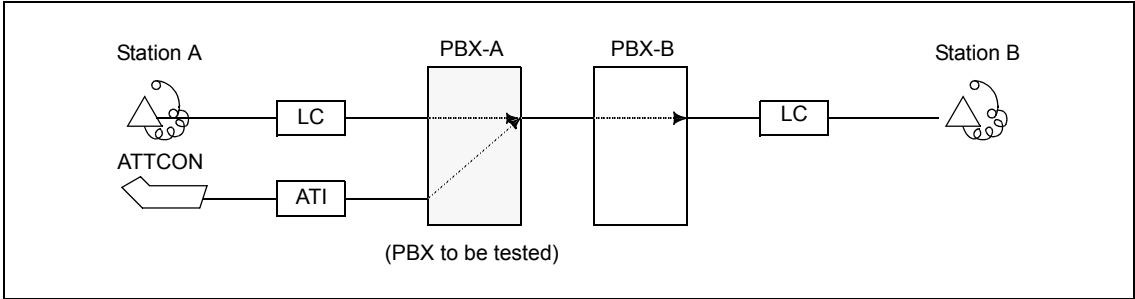 Station A
PBX-A
PBX-B
Station B
LC
LC
ATTCON
ATI
(PBX to be tested)